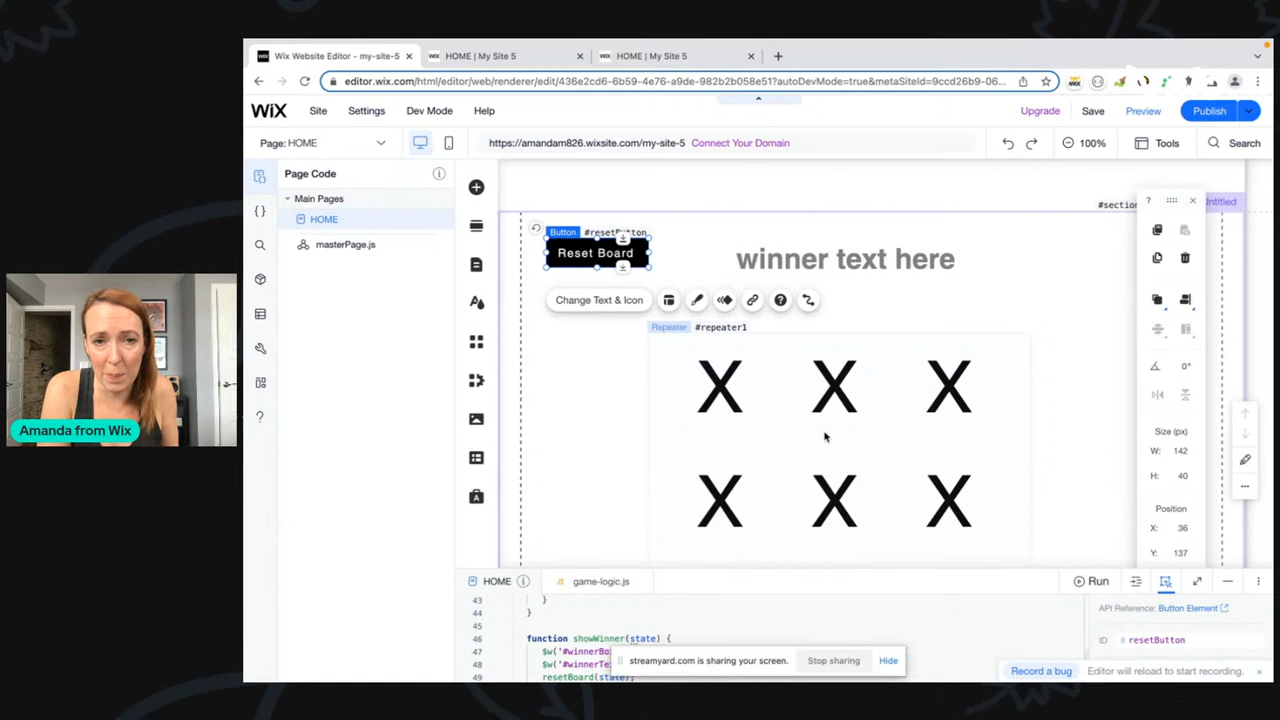 Wix Website Editor - my-site-5
HOME | My Site 5
HOME | My Site 5
editor.wix.com/html/editor/web/renderer/edit/436e2cd6-6b59-4e76-a9de-982b2b058e51?autoDevMode=true&metaSiteId=9ccd26b9-06...
WiX Site Settings Dev Mode Help Upgrade Save Preview Publish
Page: HOME https://amandam826.wixsite.com/my-site-5 Connect Your Domain 100% Tools Search
Page Code
Main Pages
HOME
masterPage.js
#section
Untitled
Button #resetButton
Reset Board
winner text here
Change Text & Icon
Repeater #repeater1
X X X
X X X
0°
Size (px)
W: 142
H: 40
Position
X: 36
Y: 137
Amanda from Wix
HOME game-logic.js Run
43 }
44 }
45
46 function showWinner(state) {
47 $w('#winnerBo
48 $w('#winnerTe
49 resetBoard(state);
API Reference: Button Element
ID # resetButton
streamyard.com is sharing your screen. Stop sharing Hide
Record a bug Editor will reload to start recording.